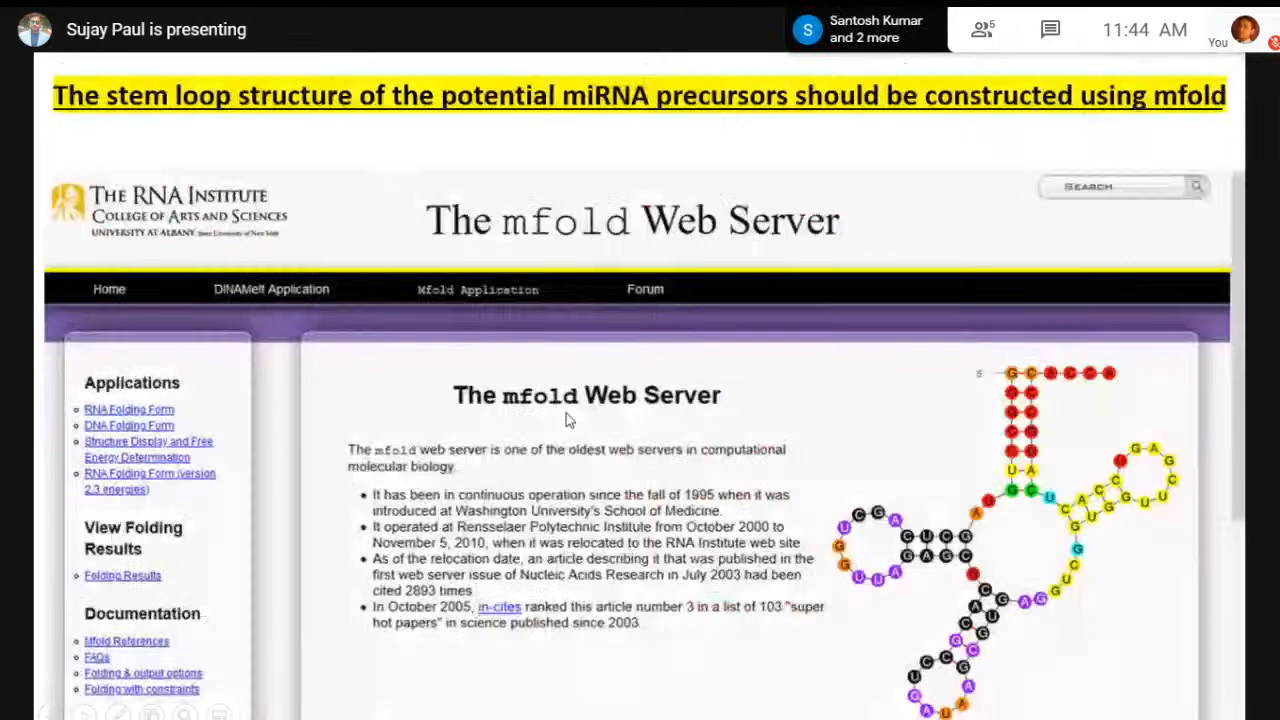 Sujay Paul is presenting
S
Santosh Kumar
and 2 more
5
11:44 AM
You
The stem loop structure of the potential miRNA precursors should be constructed using mfold
THE RNA INSTITUTE
COLLEGE OF ARTS AND SCIENCES
UNIVERSITY AT ALBANY State University of New York
The mfold Web Server
SEARCH
Home
DINAMelt Application
Mfold Application
Forum
Applications
RNA Folding Form
DNA Folding Form
Structure Display and Free
Energy Determination
RNA Folding Form (version
2.3 energies)
View Folding
Results
Folding Results
Documentation
Mfold References
FAQs
Folding & output options
Folding with constraints
The mfold Web Server
The mfold web server is one of the oldest web servers in computational
molecular biology.
It has been in continuous operation since the fall of 1995 when it was
introduced at Washington University's School of Medicine.
It operated at Rensselaer Polytechnic Institute from October 2000 to
November 5, 2010, when it was relocated to the RNA Institute web site
As of the relocation date, an article describing it that was published in the
first web server issue of Nucleic Acids Research in July 2003 had been
cited 2893 times
In October 2005, in-cites ranked this article number 3 in a list of 103 "super
hot papers" in science published since 2003.